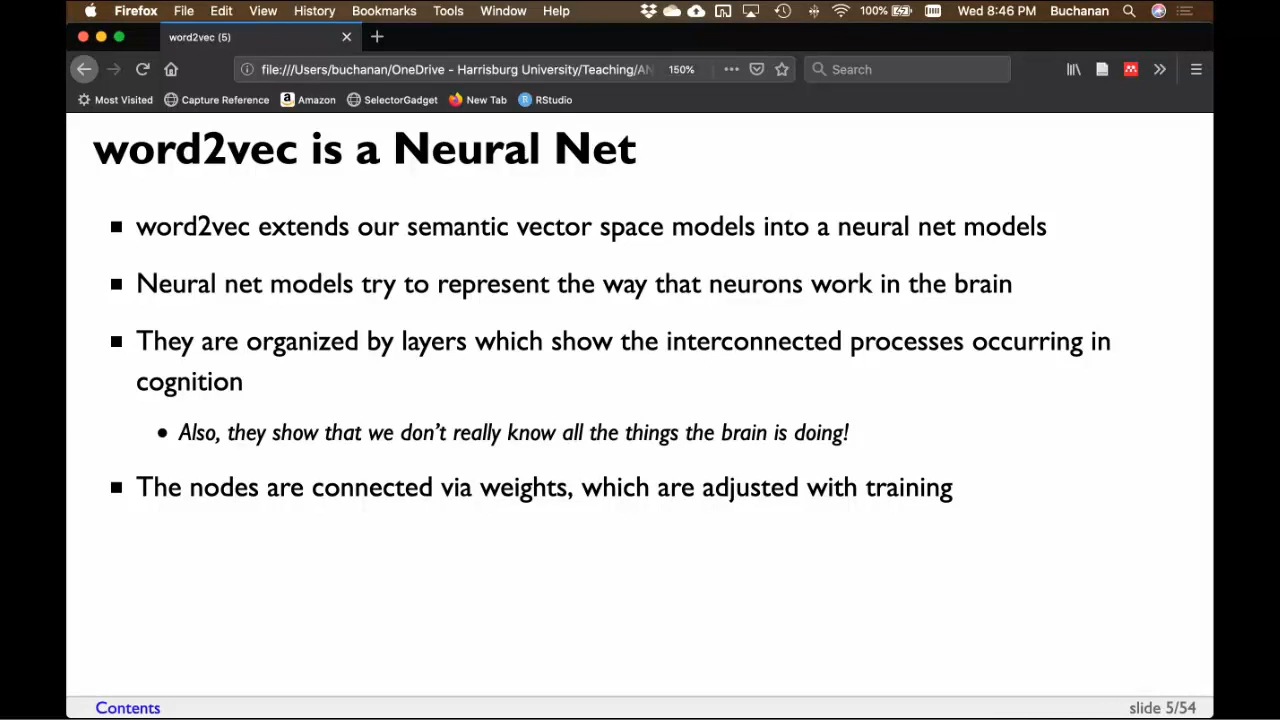 Firefox File Edit View History Bookmarks Tools Window Help 100% Wed 8:46 PM Buchanan
word2vec (5)
file:///Users/buchanan/OneDrive - Harrisburg University/Teaching/AN 150% Search
Most Visited Capture Reference Amazon SelectorGadget New Tab RStudio
word2vec is a Neural Net
word2vec extends our semantic vector space models into a neural net models
Neural net models try to represent the way that neurons work in the brain
They are organized by layers which show the interconnected processes occurring in
cognition
Also, they show that we don't really know all the things the brain is doing!
The nodes are connected via weights, which are adjusted with training
Contents slide 5/54